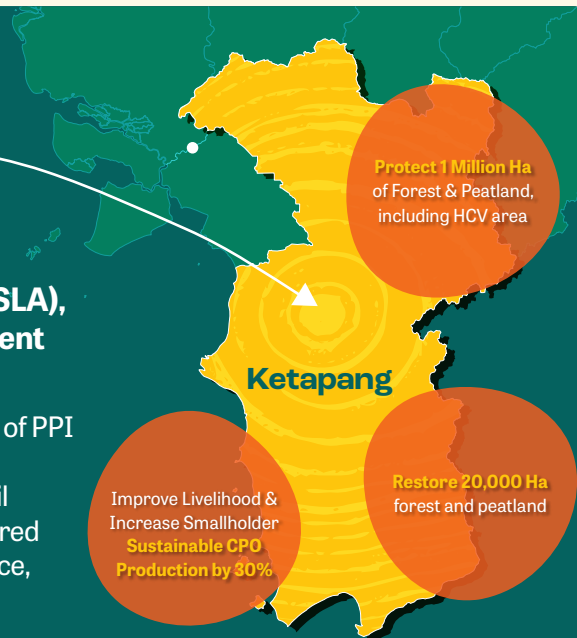 Protect 1 Million Ha
of Forest & Peatland,
including HCV area
SLA),
ent
Ketapang
of PPI
il
red
ce,
Improve Livelihood &
Increase Smallholder
Sustainable CPO
Production by 30%
Restore 20,000 Ha
forest and peatland